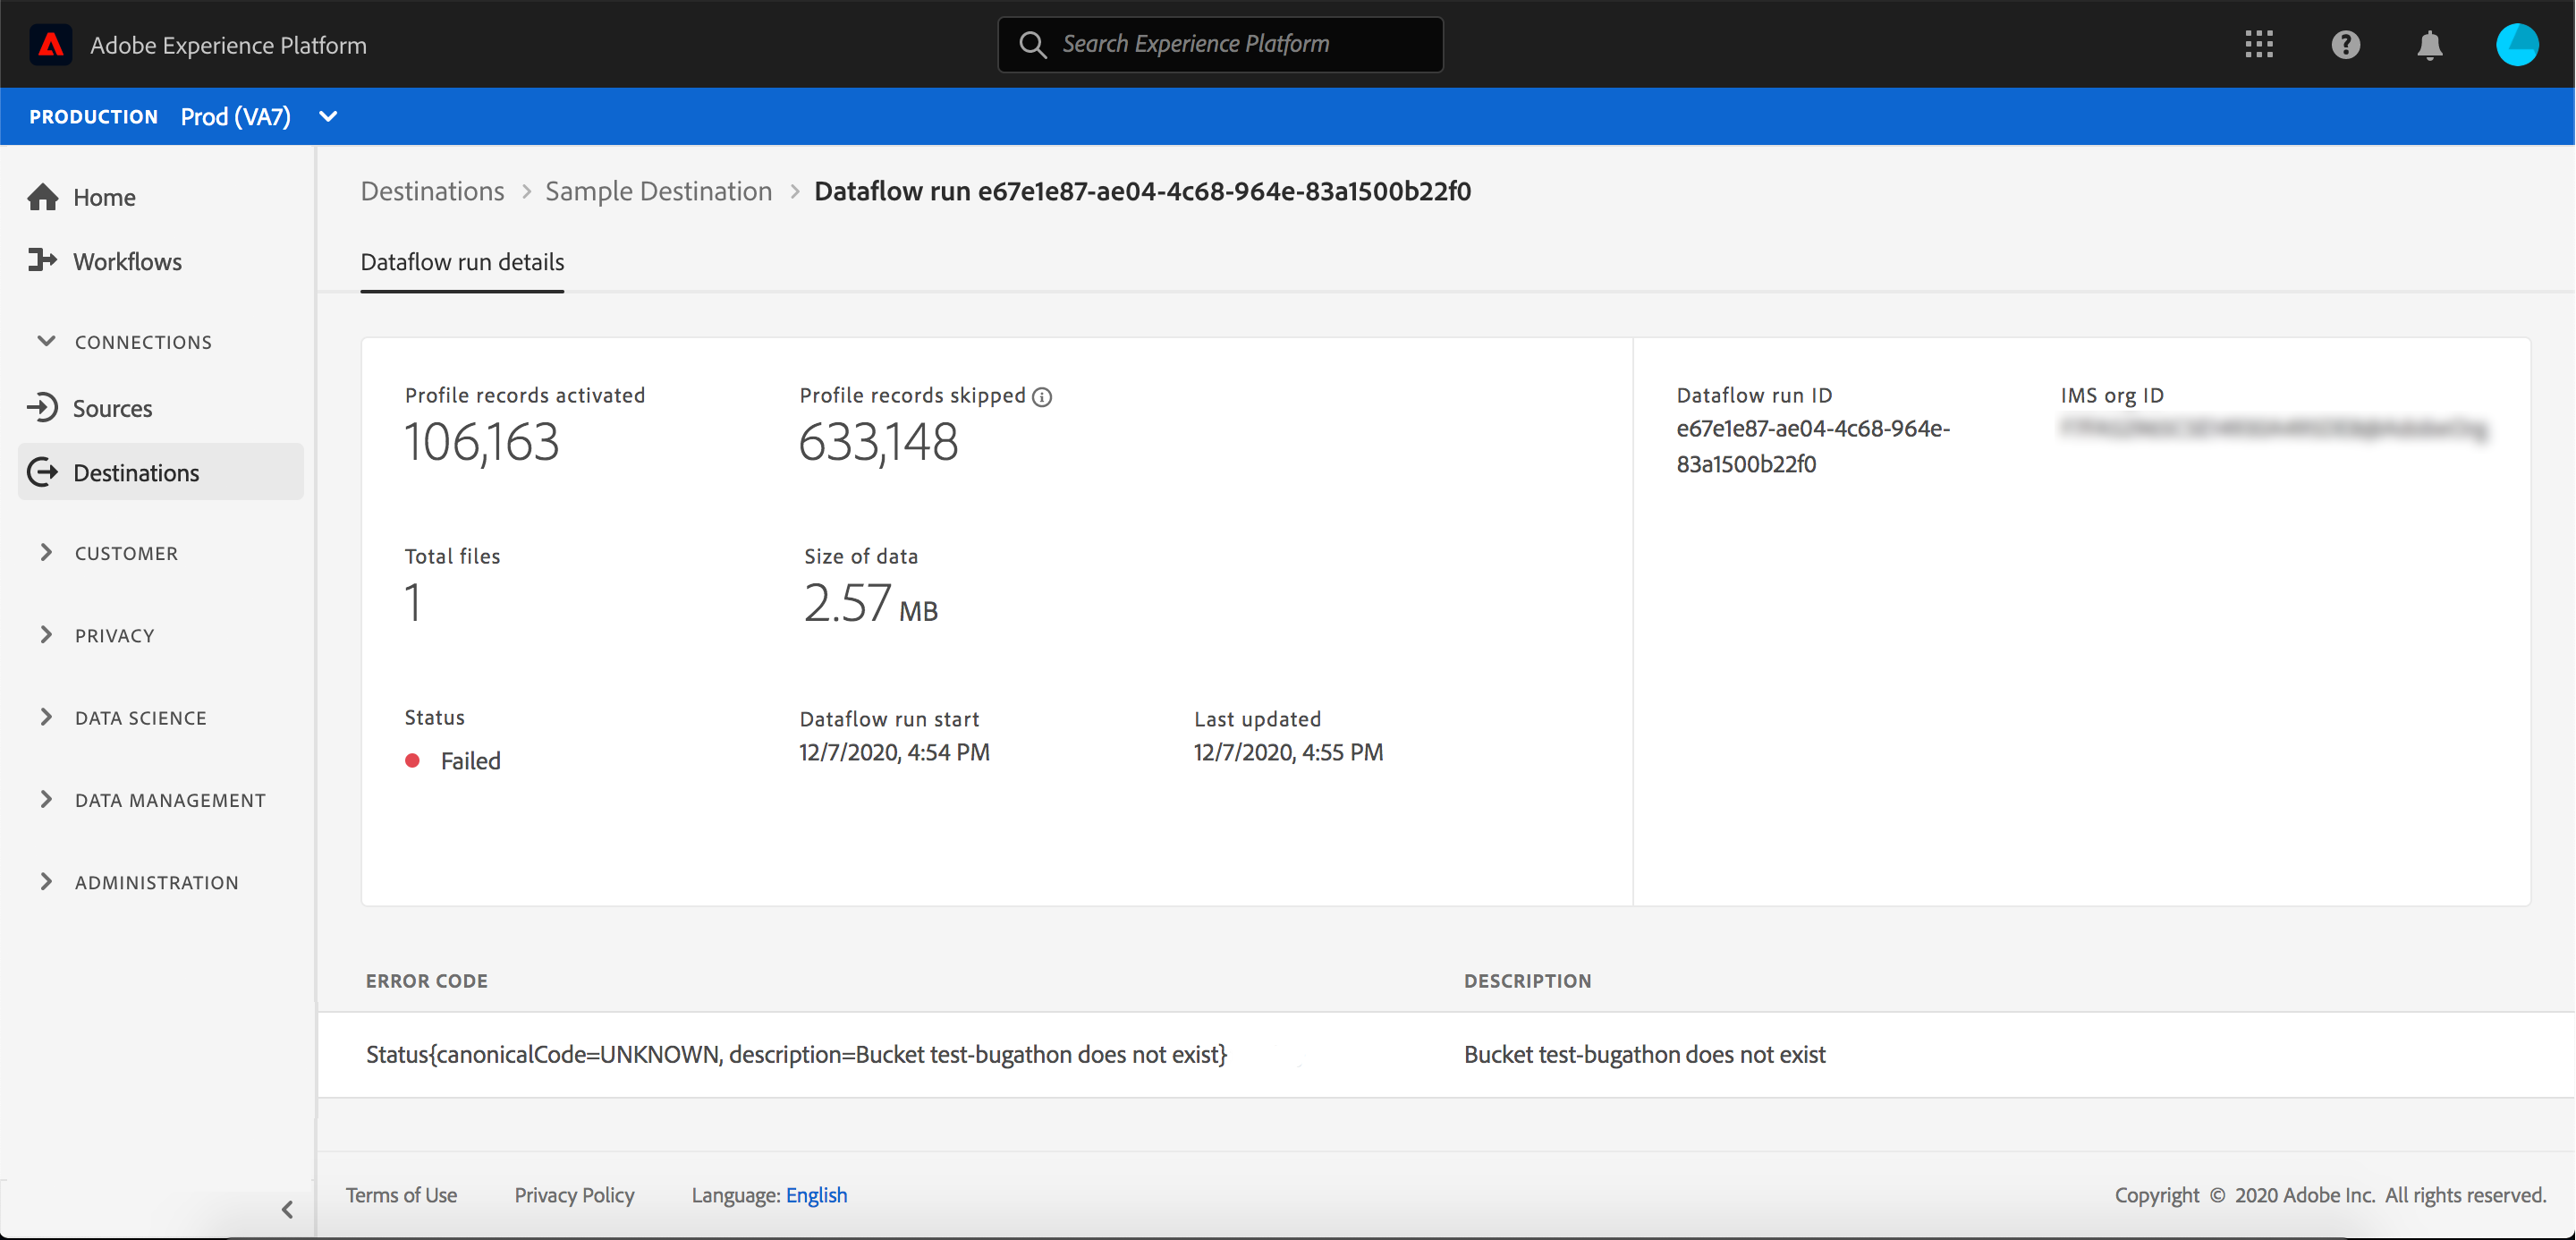 Adobe Experience Platform
Search Experience Platform
PRODUCTION Prod (VA7)
Home
Workflows
CONNECTIONS
Sources
Destinations
CUSTOMER
PRIVACY
DATA SCIENCE
DATA MANAGEMENT
ADMINISTRATION
Destinations > Sample Destination > Dataflow run e67e1e87-ae04-4c68-964e-83a1500b22f0
Dataflow run details
Profile records activated
106,163
Profile records skipped
633,148
Total files
1
Size of data
2.57 MB
Status
Failed
Dataflow run start
12/7/2020, 4:54 PM
Last updated
12/7/2020, 4:55 PM
Dataflow run ID
e67e1e87-ae04-4c68-964e-
83a1500b22f0
IMS org ID
ERROR CODE DESCRIPTION
Status{canonicalCode=UNKNOWN, description=Bucket test-bugathon does not exist} Bucket test-bugathon does not exist
Terms of Use Privacy Policy Language: English Copyright © 2020 Adobe Inc. All rights reserved.